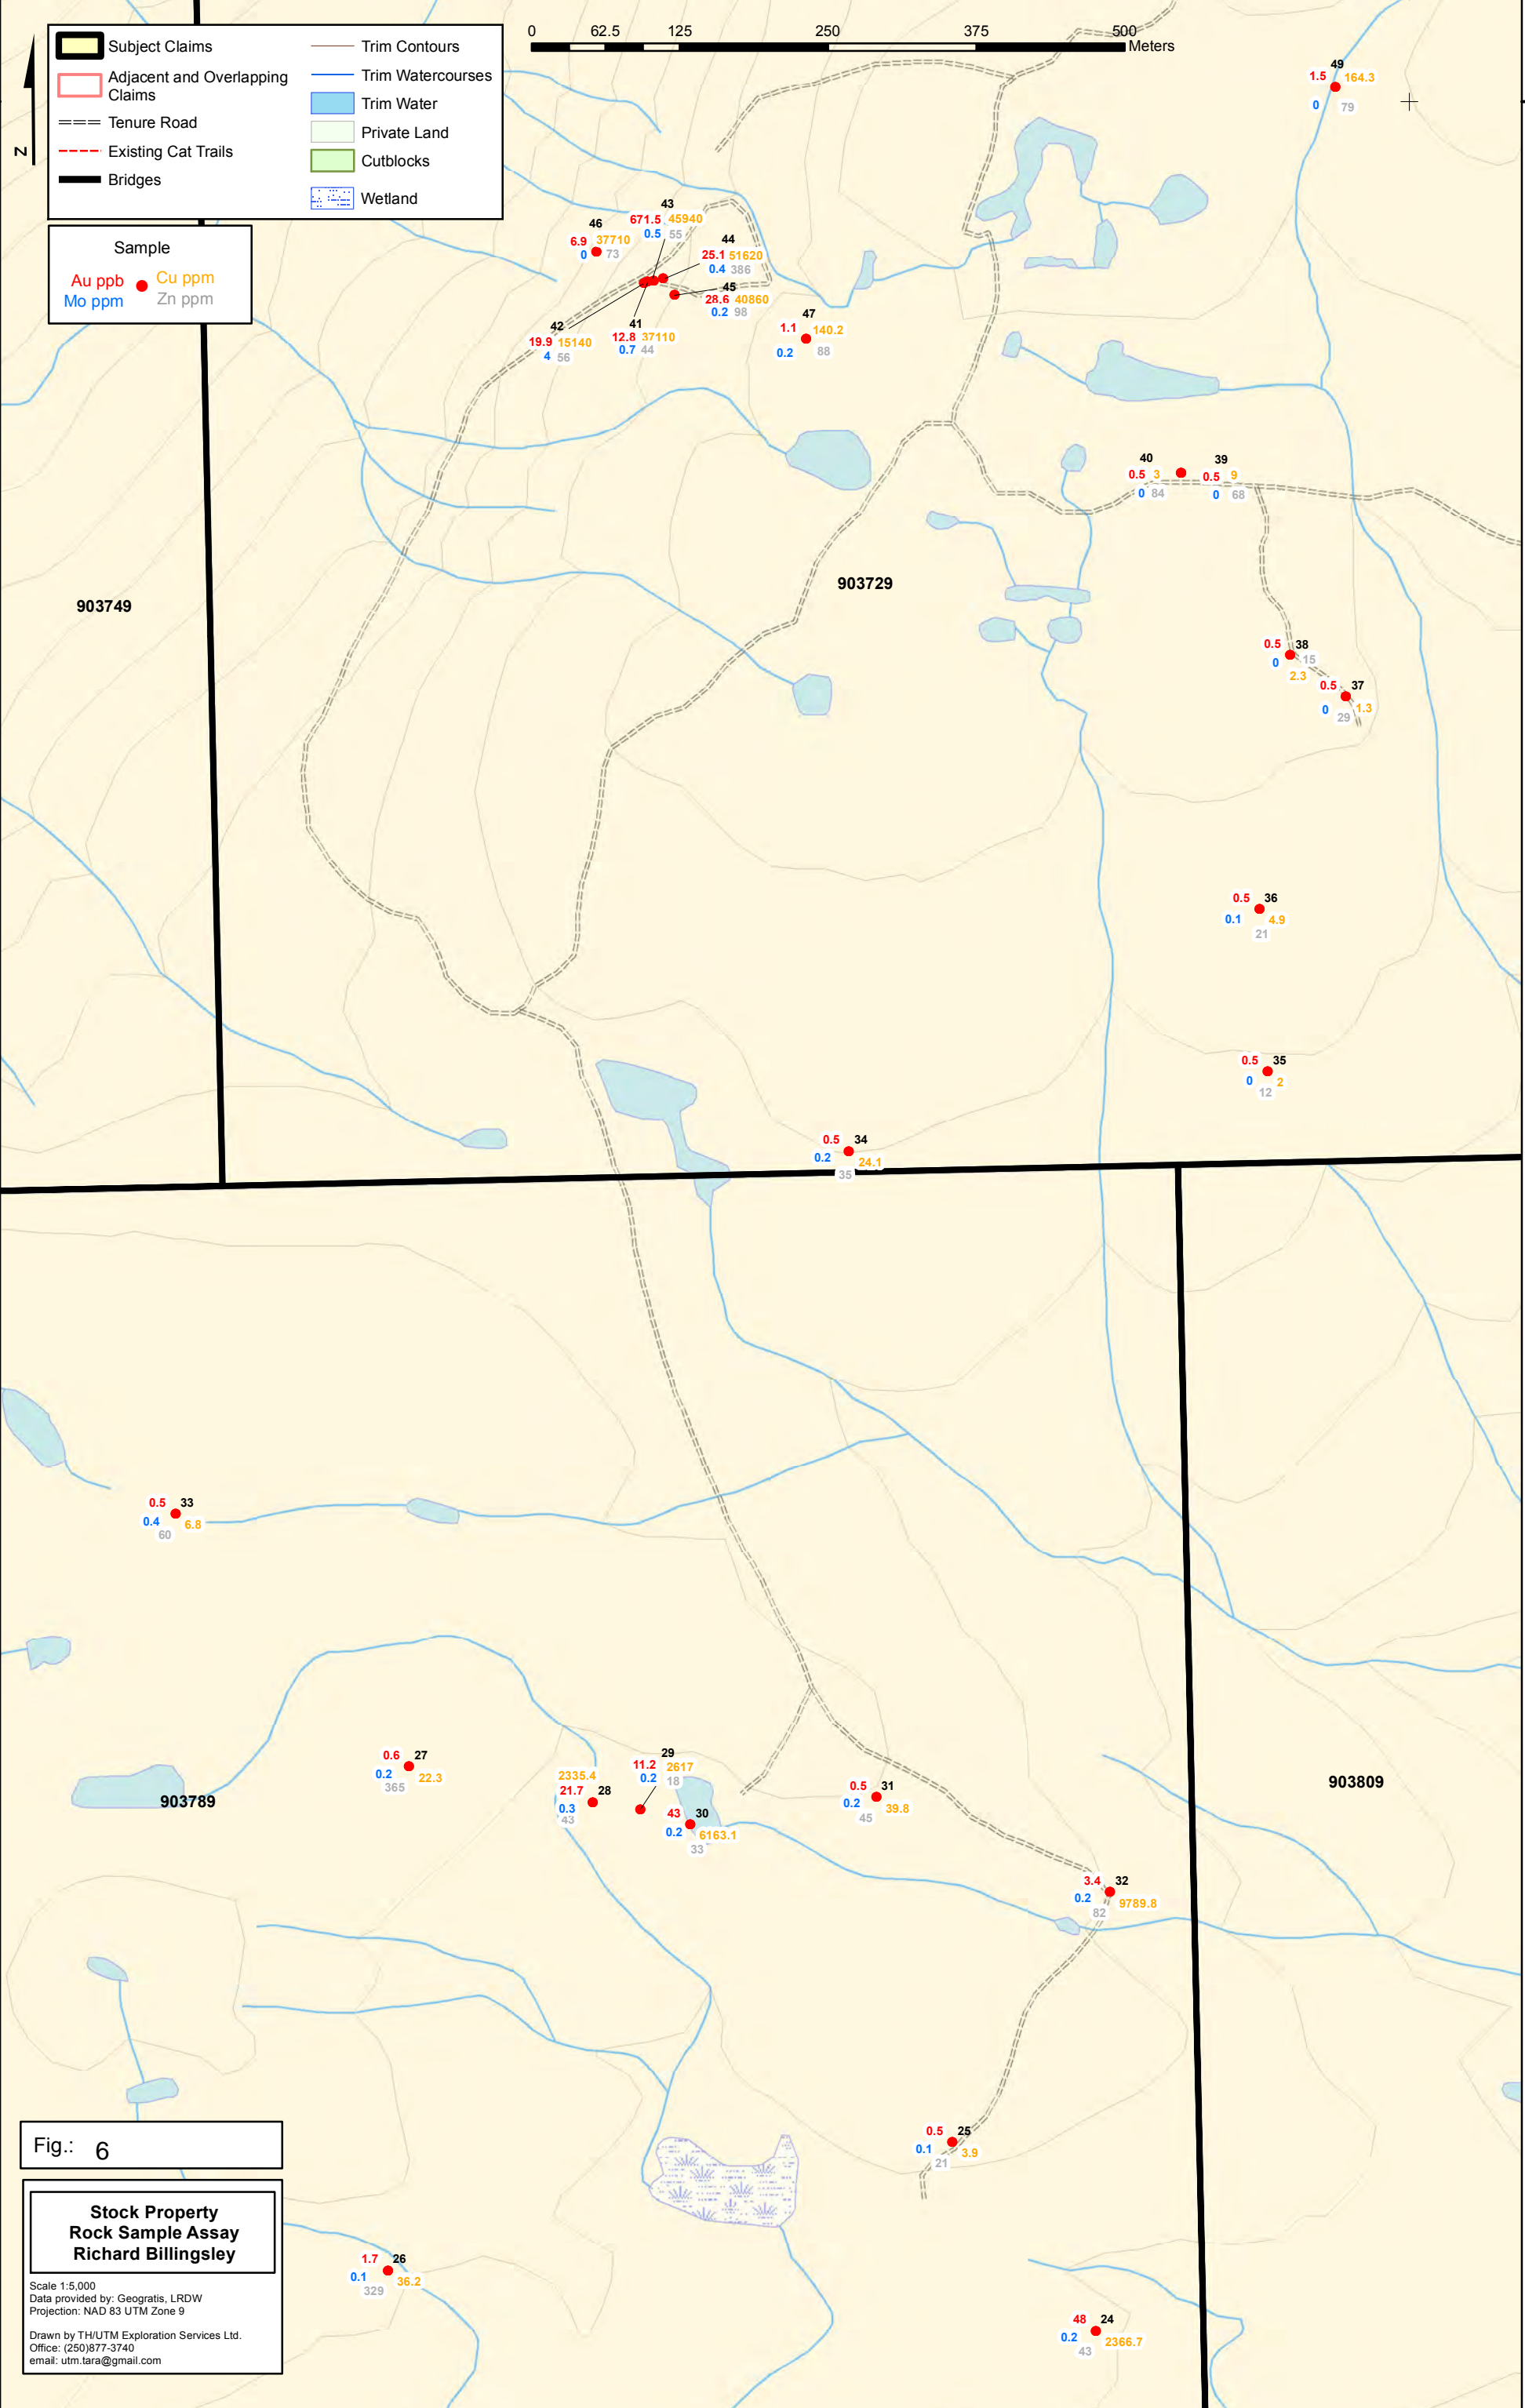 Subject Claims
Adjacent and Overlapping
Claims
Tenure Road
Existing Cat Trails
Bridges
Trim Contours
Trim Watercourses
Trim Water
Private Land
Cutblocks
Wetland
N
0 62.5 125 250 375 500
Meters
Sample
Au ppb Cu ppm
Mo ppm Zn ppm
49
1.5 164.3
0 79
43
671.5 45940
0.5 55
46
6.9 37710
0 73
44
25.1 51620
0.4 386
45
28.6 40860
0.2 98
42
19.9 15140
4 56
41
12.8 37110
0.7 44
47
1.1 140.2
0.2 88
40
0.5 3
0 84
39
0.5 9
0 68
903749
903729
0.5 38
0 15
2.3
0.5 37
0 1.3
29
0.5 36
0.1 4.9
21
0.5 35
0 2
12
0.5 34
0.2 24.1
35
0.5 33
0.4 6.8
60
0.6 27
0.2 22.3
365
2335.4
21.7 28
0.3
43
29
11.2 2617
0.2 18
43 30
0.2 6163.1
33
0.5 31
0.2 39.8
45
903789
903809
3.4 32
0.2 9789.8
82
0.5 25
0.1 3.9
21
1.7 26
0.1 36.2
329
48 24
0.2 2366.7
43
Fig.: 6
Stock Property
Rock Sample Assay
Richard Billingsley
Scale 1:5,000
Data provided by: Geogratis, LRDW
Projection: NAD 83 UTM Zone 9
Drawn by TH/UTM Exploration Services Ltd.
Office: (250)877-3740
email: utm.tara@gmail.com